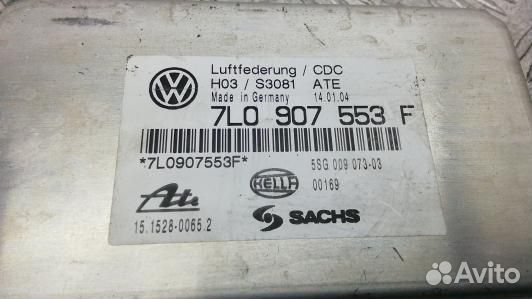 Luftfederung / CDC
H03 / S3081 ATE
Made in Germany 14.01.04
7L0 907 553 F
*7L0907553F*
5SG 009 073-03
HELLA
00169
Ate
15.1528-0065.2
SACHS
Avito